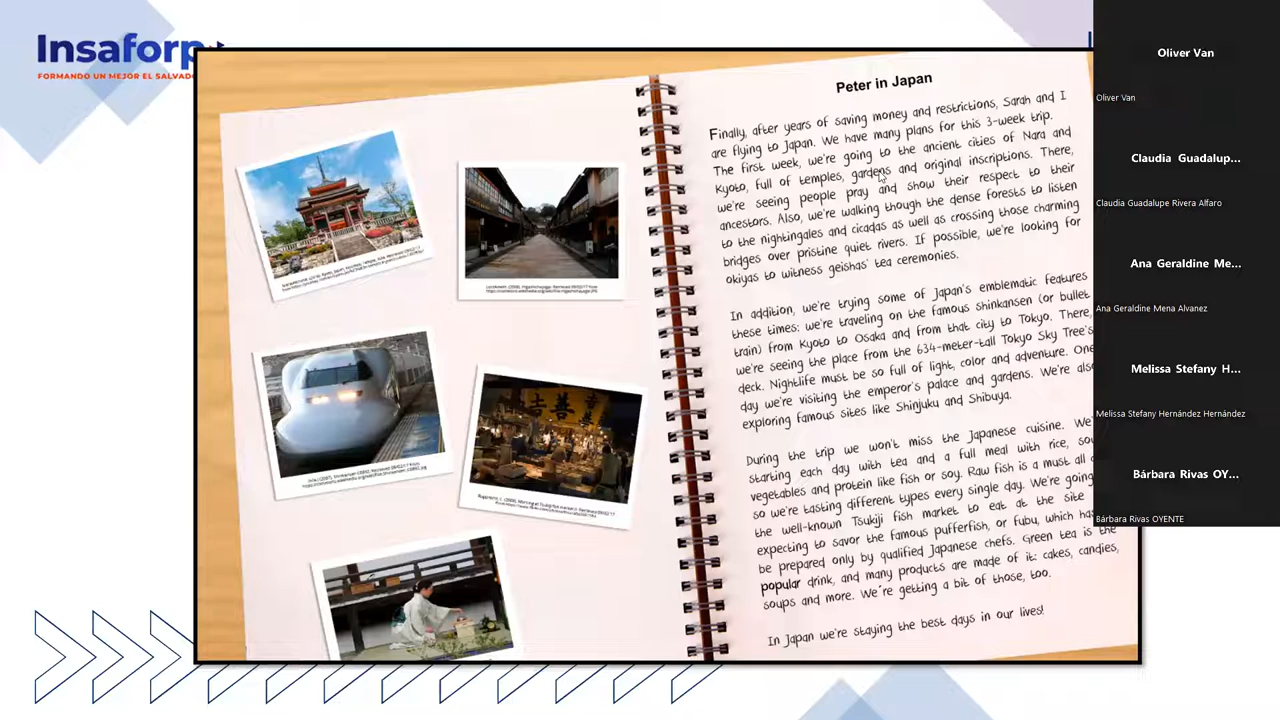 Insaforp
FORMANDO UN MEJOR EL SALVADO
Peter in Japan
Finally, after years of saving money and restrictions, Sarah and I
are flying to Japan. We have many plans for this 3-week trip.
The first week, we're going to the ancient cities of Nara and
Kyoto, full of temples, gardens and original inscriptions. There,
we're seeing people pray and show their respect to their
ancestors. Also, we're walking though the dense forests to listen
to the nightingales and cicadas as well as crossing those charming
bridges over pristine quiet rivers. If possible, we're looking for
okiyas to witness geishas' tea ceremonies.
In addition, we're trying some of Japan's emblematic features
these times: we're traveling on the famous shinkansen (or bullet
train) from Kyoto to Osaka and from that city to Tokyo. There,
we're seeing the place from the 634-meter-tall Tokyo Sky Tree's
deck. Nightlife must be so full of light, color and adventure. One
day we're visiting the emperor's palace and gardens. We're also
exploring famous sites like Shinjuku and Shibuya.
During the trip we won't miss the Japanese cuisine. We
starting each day with tea and a full meal with rice, sou
vegetables and protein like fish or soy. Raw fish is a must all
so we're tasting different types every single day. We're going
the well-known Tsukiji fish market to eat at the site
expecting to savor the famous pufferfish, or fubu, which has
be prepared only by qualified Japanese chefs. Green tea is the
popular drink, and many products are made of it: cakes, candies,
soups and more. We're getting a bit of those, too.
In Japan we're staying the best days in our lives!
Oliver Van
Oliver Van
Claudia Guadalup...
Claudia Guadalupe Rivera Alfaro
Ana Geraldine Me...
Ana Geraldine Mena Alvanez
Melissa Stefany H...
Melissa Stefany Hernández Hernández
Bárbara Rivas OY...
Bárbara Rivas OYENTE